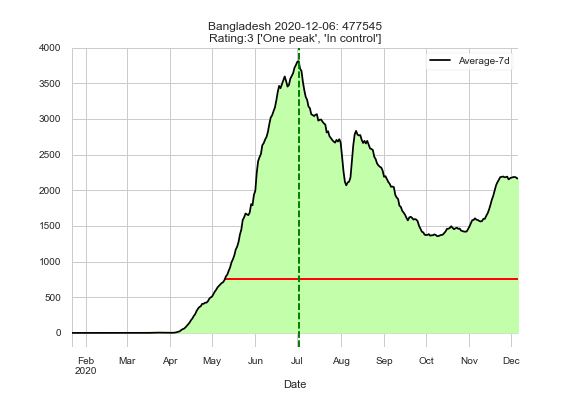 Bangladesh 2020-12-06: 477545
Rating:3 ['One peak', 'In control']
Average-7d
4000
3500
3000
2500
2000
1500
1000
500
0
Feb Mar Apr May Jun Jul Aug Sep Oct Nov Dec
2020
Date